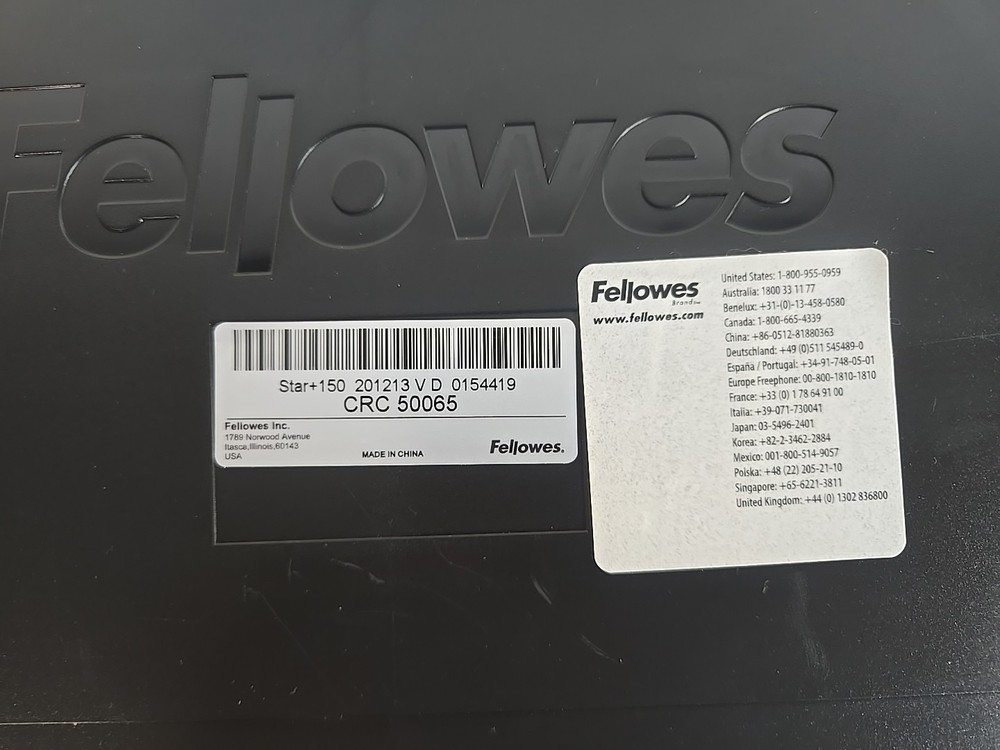 Fellowes
Star+150 201213 V D 0154419
CRC 50065
Fellowes Inc.
1789 Norwood Avenue
Itasca,Illinois,60143
USA
MADE IN CHINA
Fellowes.
Fellowes
Brands™
www.fellowes.com
United States: 1-800-955-0959
Australia: 1800 33 11 77
Benelux: +31-(0)-13-458-0580
Canada: 1-800-665-4339
China: +86-0512-81880363
Deutschland: +49 (0)511 545489-0
España / Portugal: +34-91-748-05-01
Europe Freephone: 00-800-1810-1810
France: +33 (0) 1 78 64 91 00
Italia: +39-071-730041
Japan: 03-5496-2401
Korea: +82-2-3462-2884
Mexico: 001-800-514-9057
Polska: +48 (22) 205-21-10
Singapore: +65-6221-3811
United Kingdom: +44 (0) 1302 836800